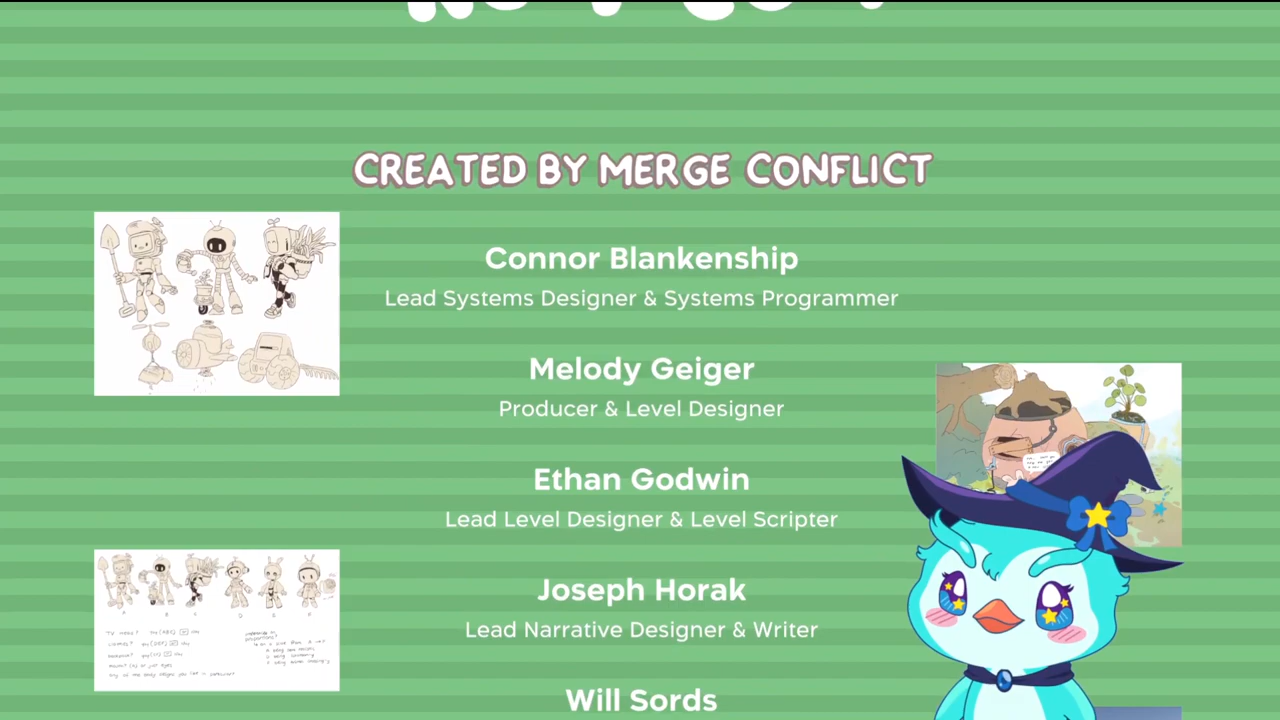 CREATED BY MERGE CONFLICT
Connor Blankenship
Lead Systems Designer & Systems Programmer
Melody Geiger
Producer & Level Designer
Ethan Godwin
Lead Level Designer & Level Scripter
Joseph Horak
Lead Narrative Designer & Writer
Will Sords